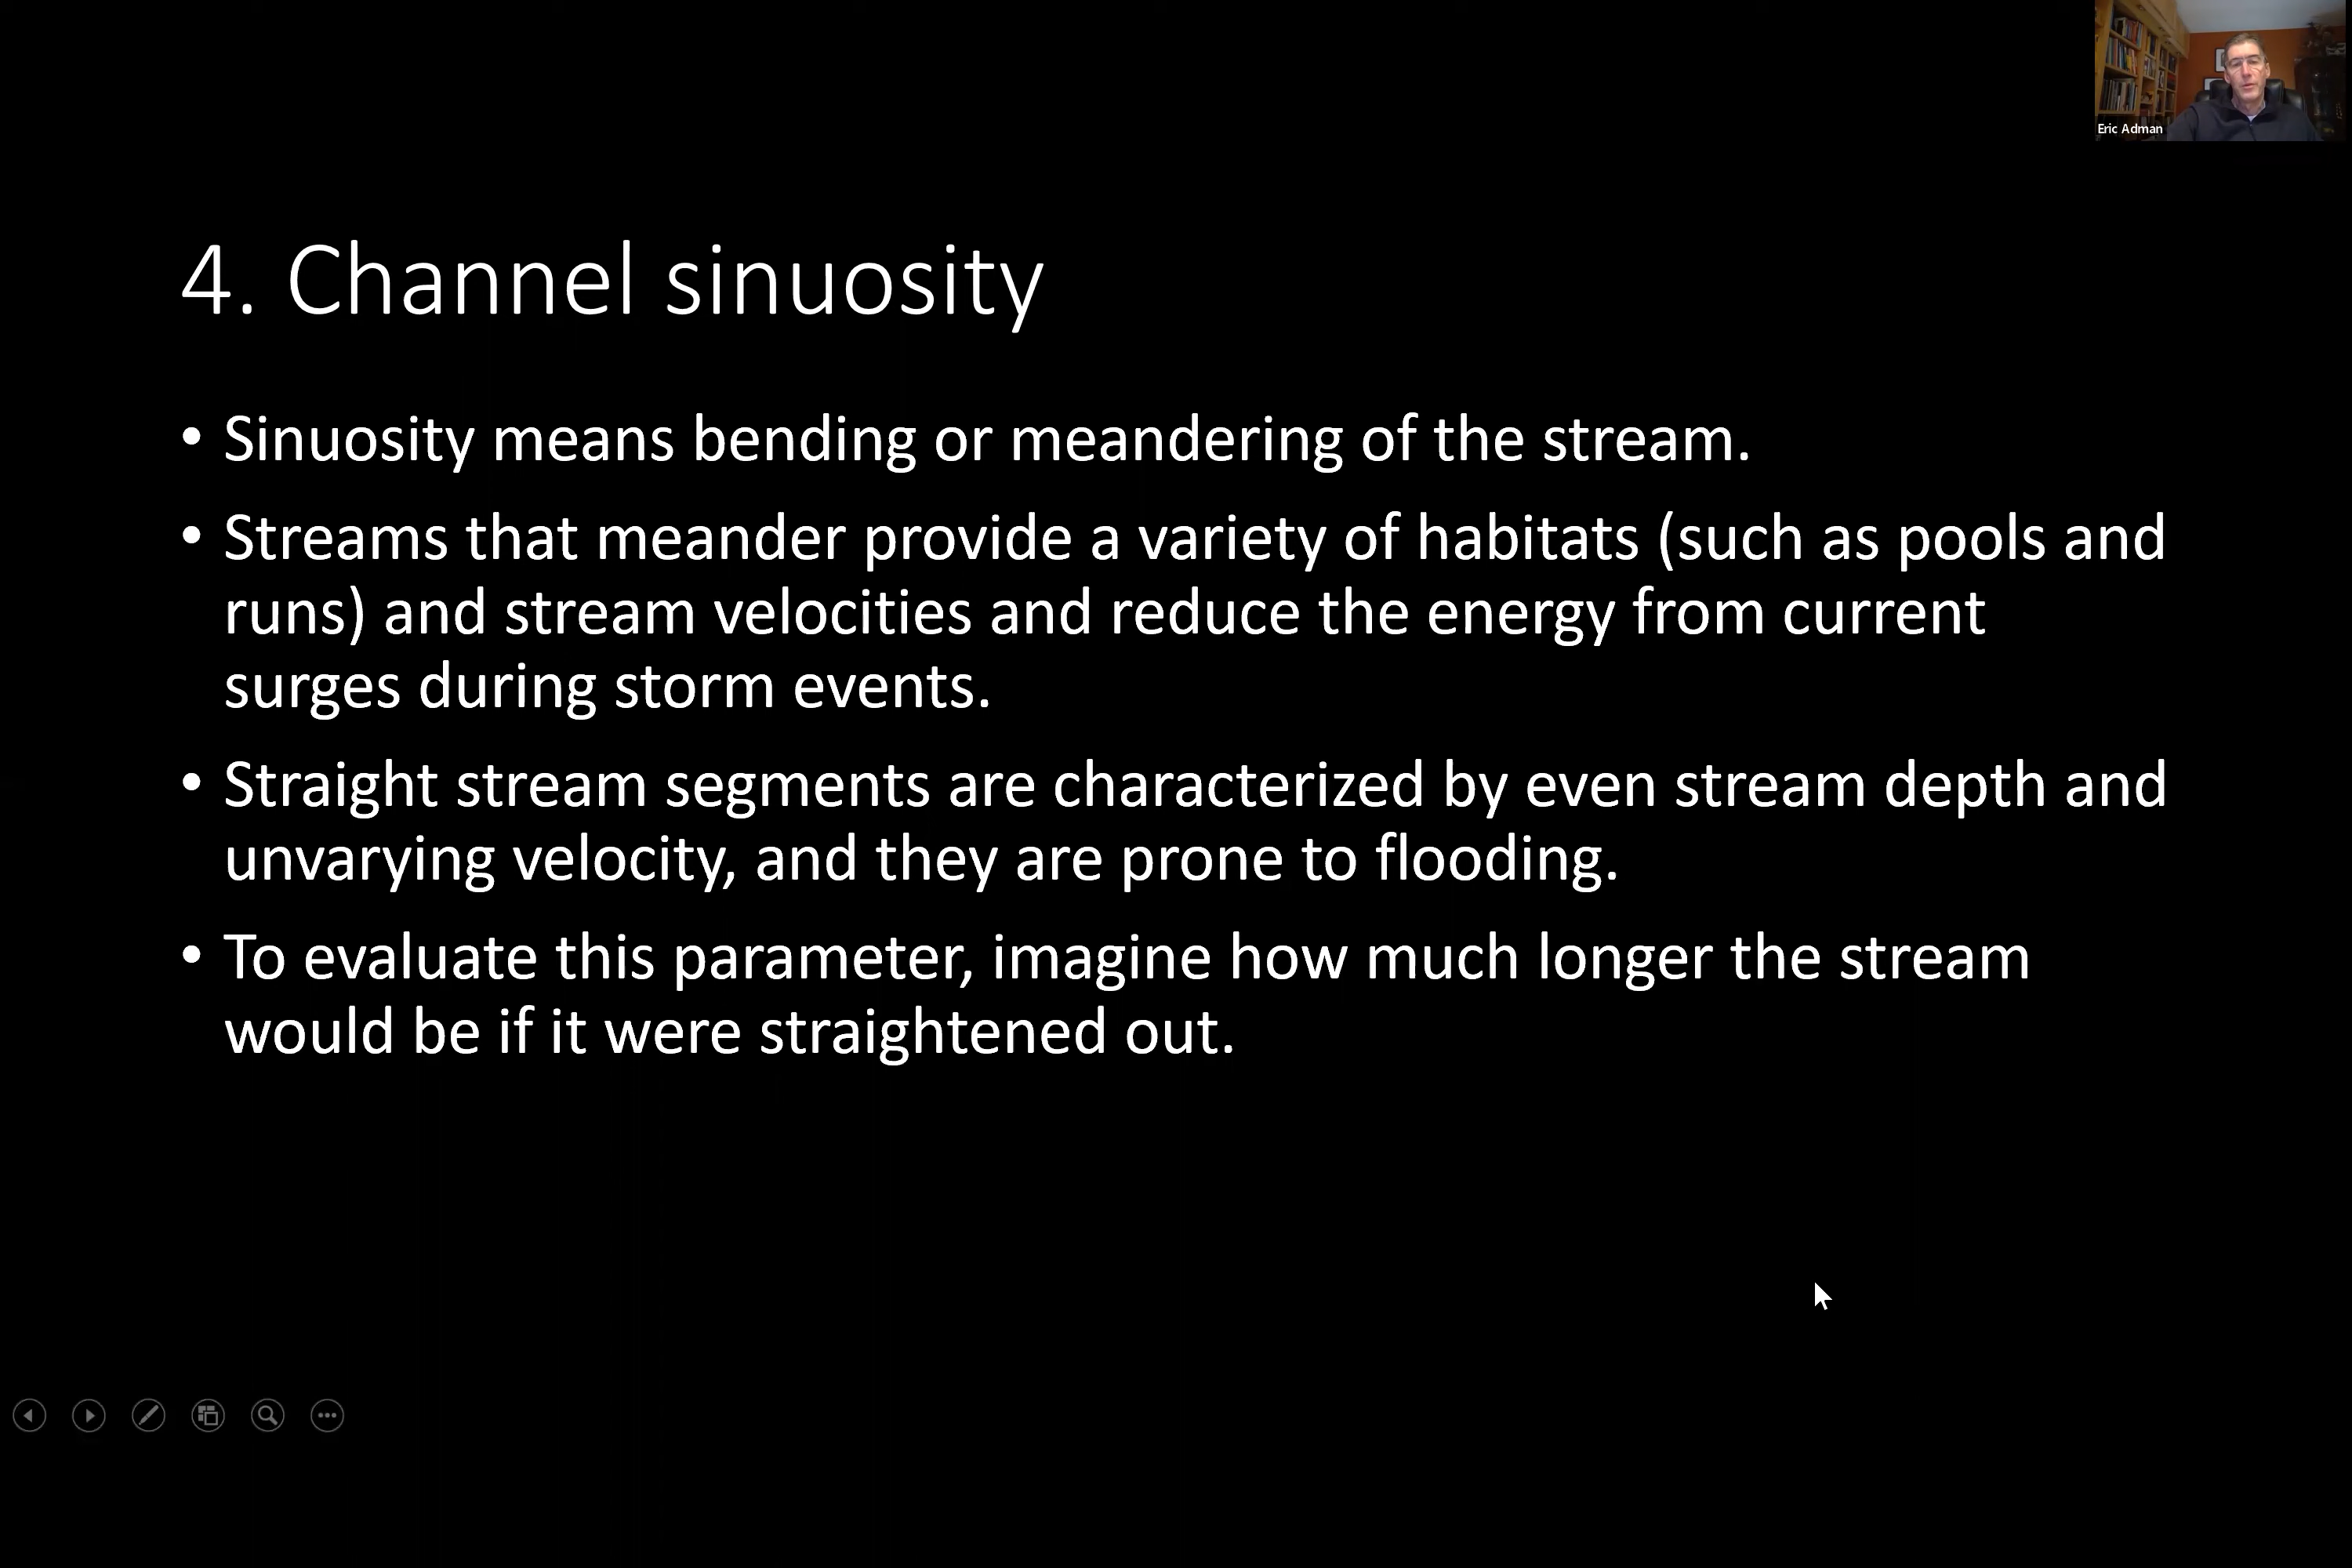 Eric Adman
4. Channel sinuosity
• Sinuosity means bending or meandering of the stream.
• Streams that meander provide a variety of habitats (such as pools and
runs) and stream velocities and reduce the energy from current
surges during storm events.
• Straight stream segments are characterized by even stream depth and
unvarying velocity, and they are prone to flooding.
• To evaluate this parameter, imagine how much longer the stream
would be if it were straightened out.